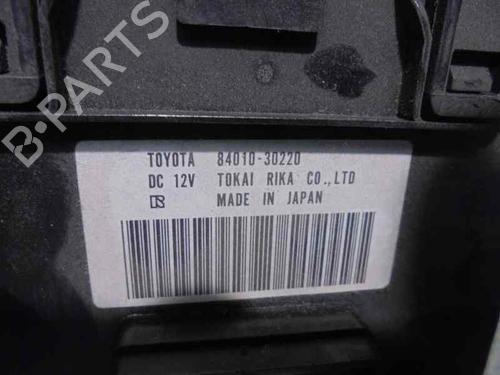 B-PARTS
TOYOTA 84010-30220
DC 12V TOKAI RIKA CO.,LTD
MADE IN JAPAN